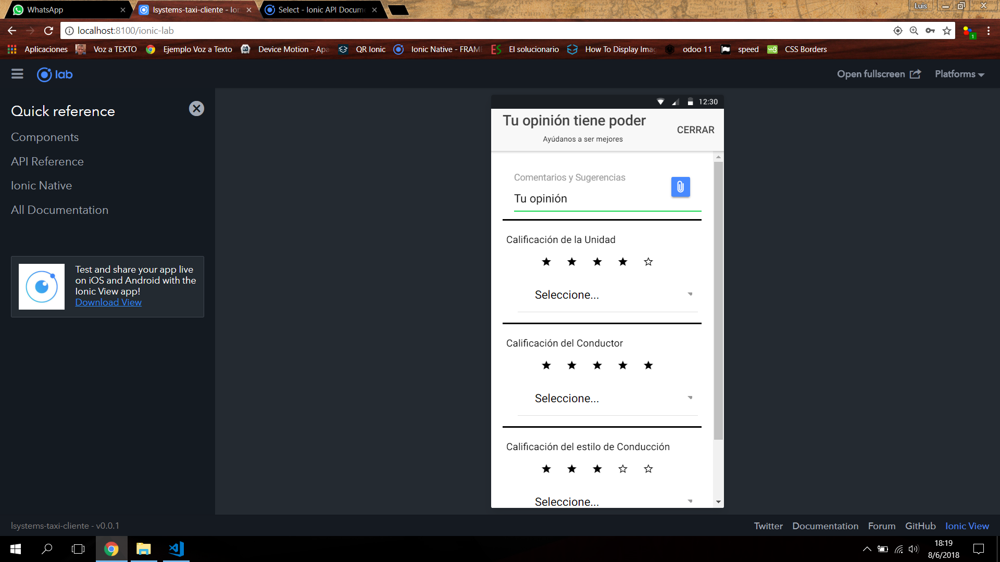 WhatsApp
lsystems-taxi-cliente - Ion
Select - Ionic API Docume
Luis
localhost:8100/ionic-lab
Aplicaciones
Voz a TEXTO
Ejemplo Voz a Texto
Device Motion - Apa
QR Ionic
Ionic Native - FRAM
ES
El solucionario
How To Display Imag
odoo 11
speed
w3
CSS Borders
1
lab
Open fullscreen
Platforms
Quick reference
Components
API Reference
Ionic Native
All Documentation
Test and share your app live
on iOS and Android with the
Ionic View app!
Download View
12:30
Tu opinión tiene poder
Ayúdanos a ser mejores
CERRAR
Comentarios y Sugerencias
Tu opinión
Calificación de la Unidad
Seleccione...
Calificación del Conductor
Seleccione...
Calificación del estilo de Conducción
Seleccione...
lsystems-taxi-cliente - v0.0.1
Twitter
Documentation
Forum
GitHub
Ionic View
18:19
8/6/2018